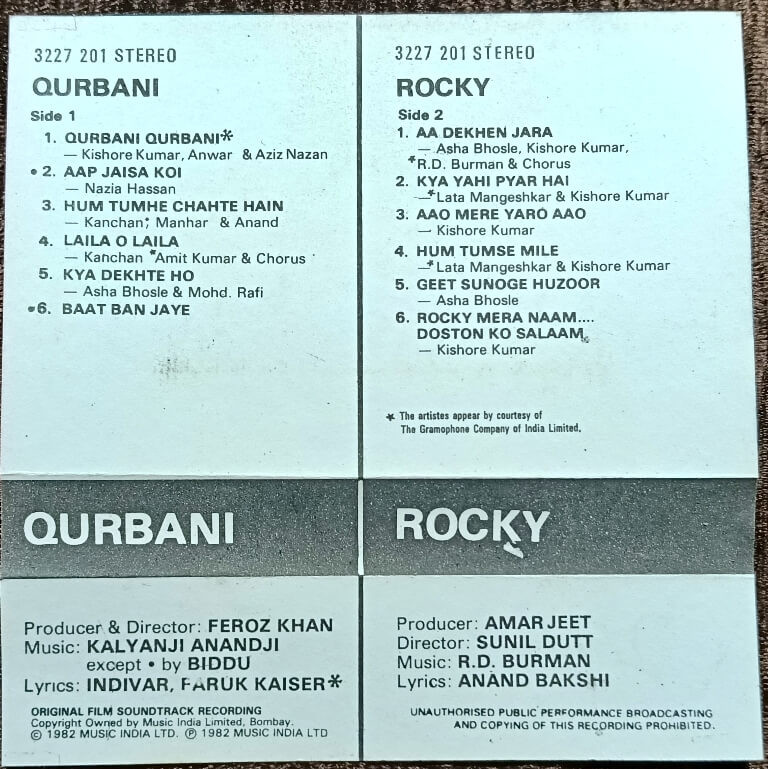 3227 201 STEREO
QURBANI
Side 1
1. QURBANI QURBANI*
— Kishore Kumar, Anwar & Aziz Nazan
• 2. AAP JAISA KOI
— Nazia Hassan
3. HUM TUMHE CHAHTE HAIN
— Kanchan*, Manhar & Anand
4. LAILA O LAILA
— Kanchan *Amit Kumar & Chorus
5. KYA DEKHTE HO
— Asha Bhosle & Mohd. Rafi
•6. BAAT BAN JAYE
3227 201 STEREO
ROCKY
Side 2
1. AA DEKHEN JARA
— Asha Bhosle, Kishore Kumar,
*R.D. Burman & Chorus
2. KYA YAHI PYAR HAI
—*Lata Mangeshkar & Kishore Kumar
3. AAO MERE YARO AAO
— Kishore Kumar
4. HUM TUMSE MILE
—*Lata Mangeshkar & Kishore Kumar
5. GEET SUNOGE HUZOOR
— Asha Bhosle
6. ROCKY MERA NAAM....
DOSTON KO SALAAM
— Kishore Kumar
* The artistes appear by courtesy of
The Gramophone Company of India Limited.
QURBANI
ROCKY
Producer & Director: FEROZ KHAN
Music: KALYANJI ANANDJI
except • by BIDDU
Lyrics: INDIVAR, FARUK KAISER*
ORIGINAL FILM SOUNDTRACK RECORDING
Copyright Owned by Music India Limited, Bombay.
© 1982 MUSIC INDIA LTD. ℗ 1982 MUSIC INDIA LTD
Producer: AMARJEET
Director: SUNIL DUTT
Music: R.D. BURMAN
Lyrics: ANAND BAKSHI
UNAUTHORISED PUBLIC PERFORMANCE BROADCASTING
AND COPYING OF THIS RECORDING PROHIBITED.